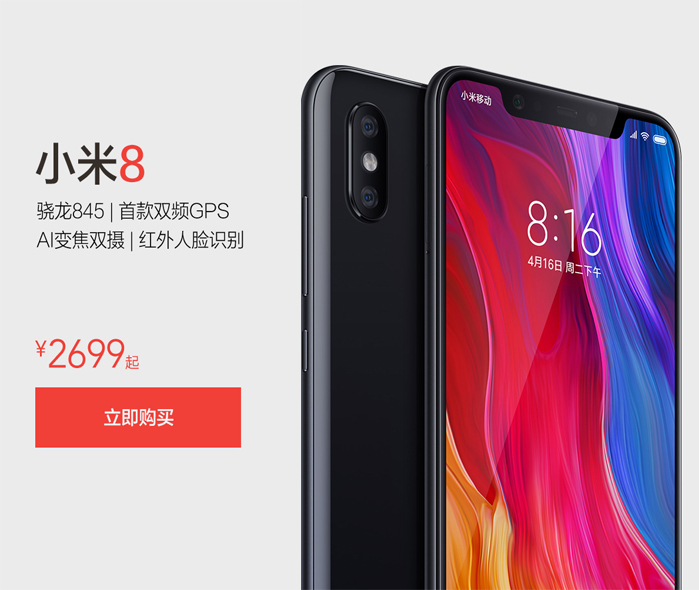 小米8
骁龙845 | 首款双频GPS
AI变焦双摄 | 红外人脸识别
¥2699起
立即购买
小米移动
8:16
4月16日 周二下午